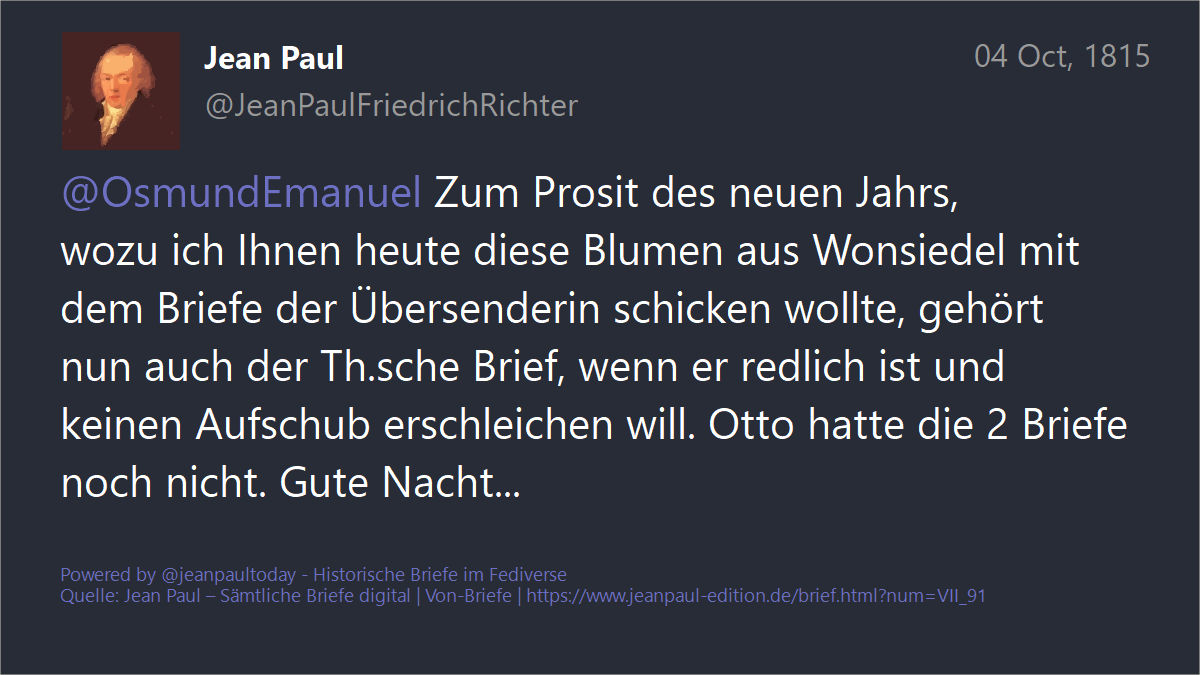 Jean Paul
04 Oct, 1815
@JeanPaulFriedrichRichter
@OsmundEmanuel Zum Prosit des neuen Jahrs,
wozu ich Ihnen heute diese Blumen aus Wonsiedel mit
dem Briefe der Übersenderin schicken wollte, gehört
nun auch der Th.sche Brief, wenn er redlich ist und
keinen Aufschub erschleichen will. Otto hatte die 2 Briefe
noch nicht. Gute Nacht...
Powered by @jeanpaultoday - Historische Briefe im Fediverse
Quelle: Jean Paul – Sämtliche Briefe digital | Von-Briefe | https://www.jeanpaul-edition.de/brief.html?num=VII_91